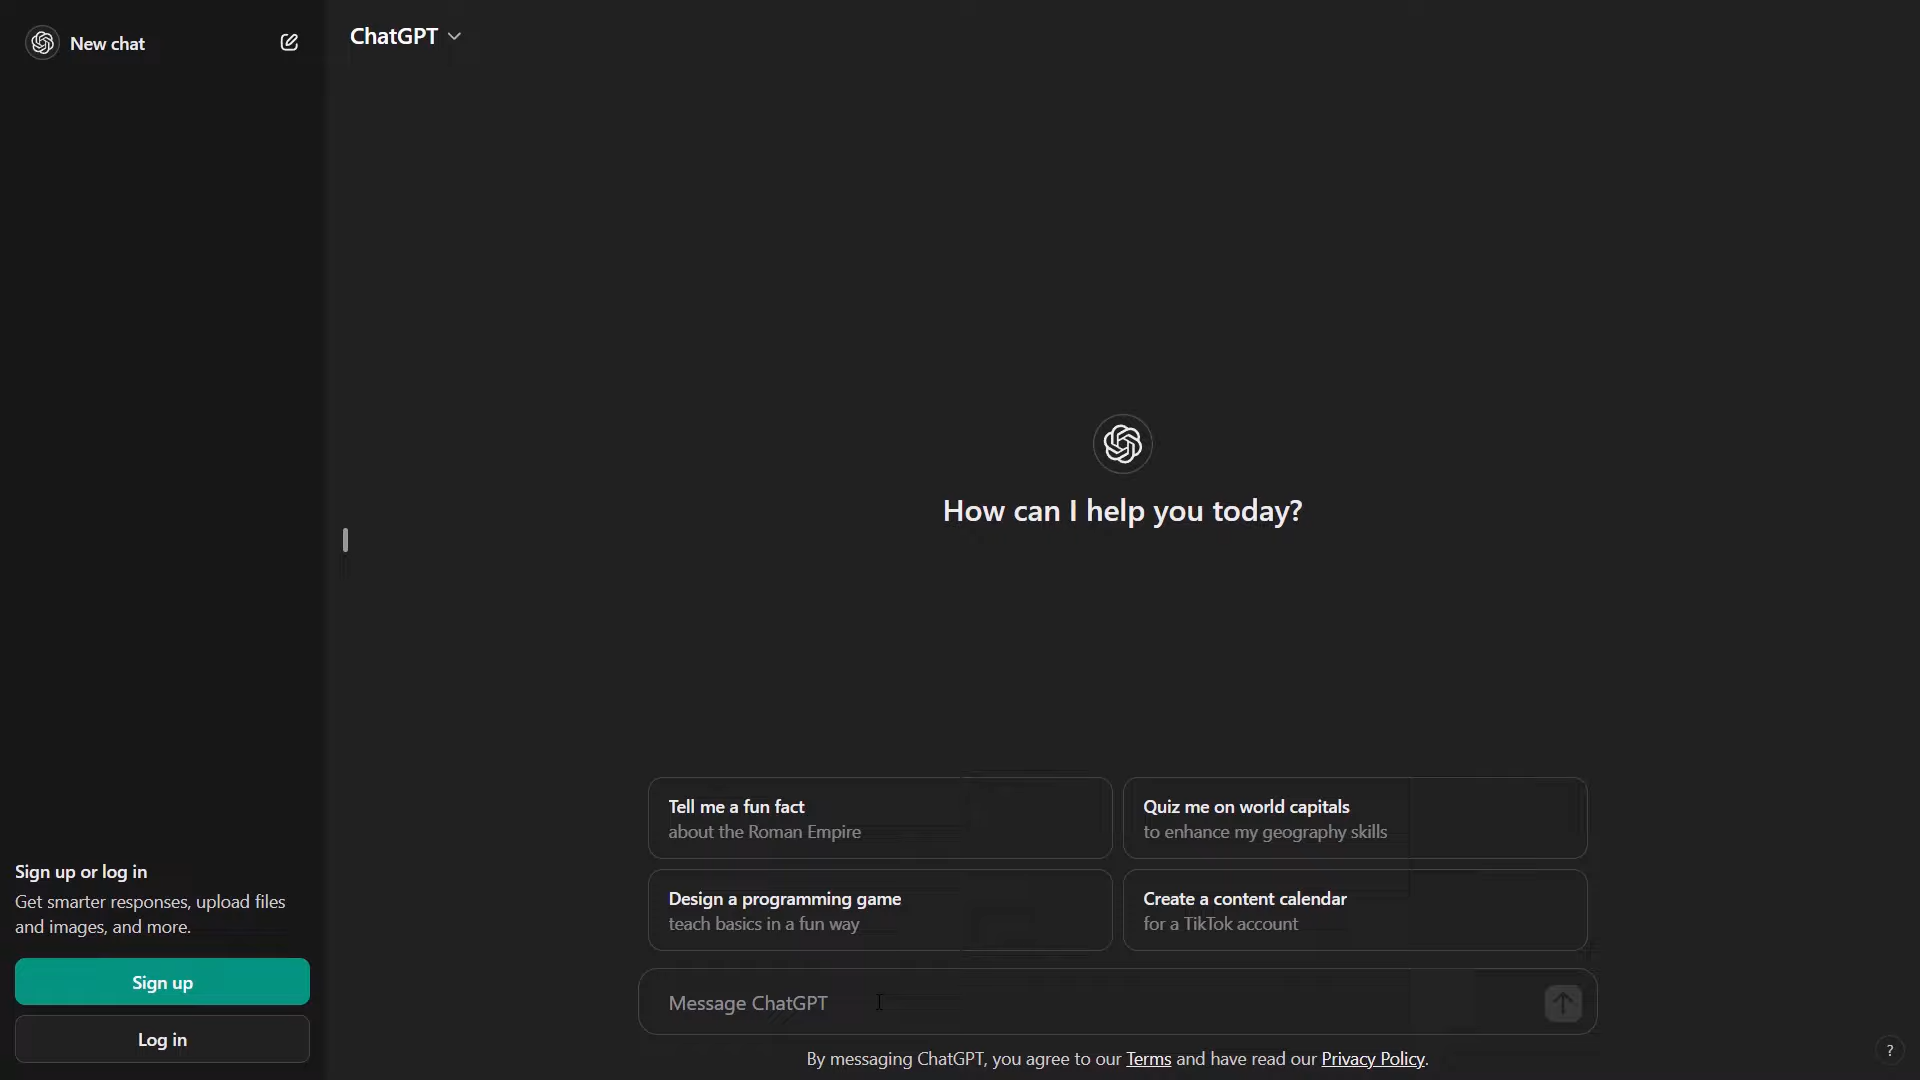 New chat
ChatGPT
How can I help you today?
Tell me a fun fact
about the Roman Empire
Quiz me on world capitals
to enhance my geography skills
Design a programming game
teach basics in a fun way
Create a content calendar
for a TikTok account
Sign up or log in
Get smarter responses, upload files
and images, and more.
Sign up
Log in
Message ChatGPT
By messaging ChatGPT, you agree to our Terms and have read our Privacy Policy.
?